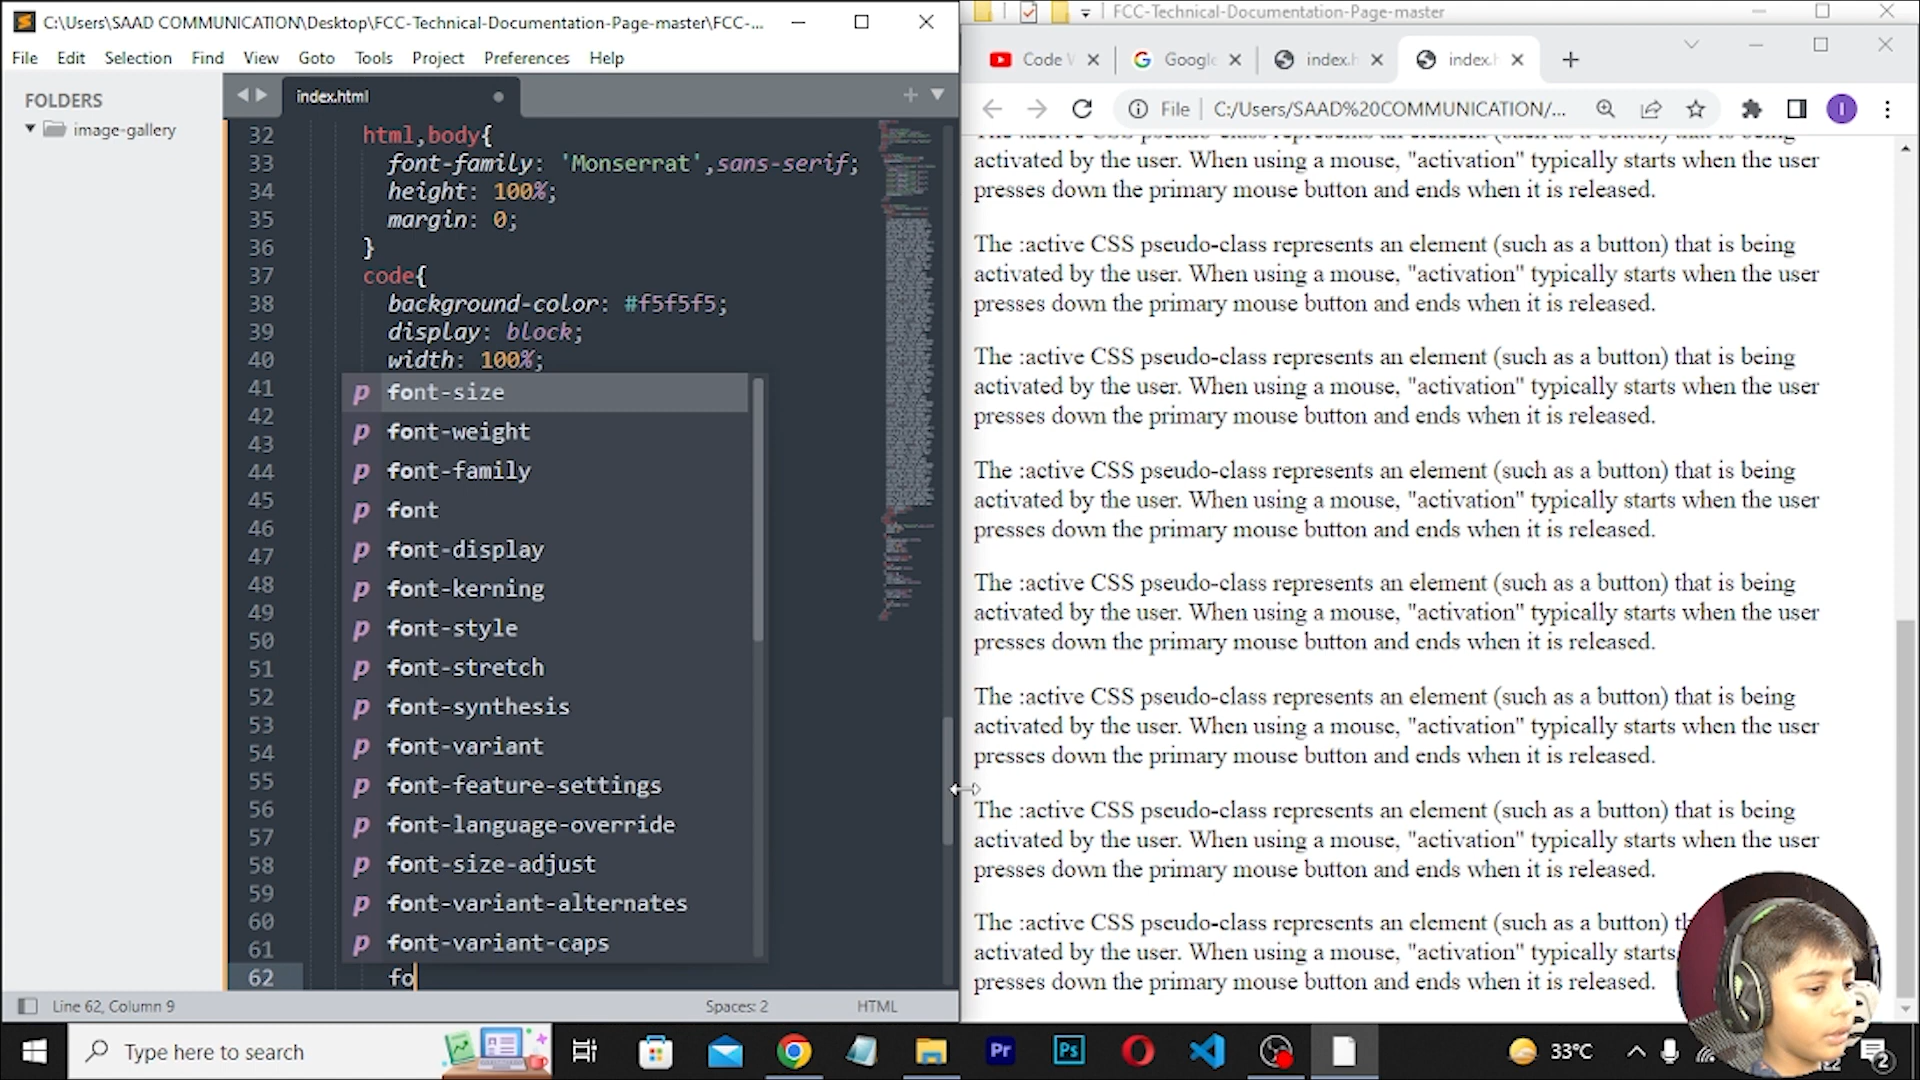 C:\Users\SAAD COMMUNICATION\Desktop\FCC-Technical-Documentation-Page-master\FCC-...
File Edit Selection Find View Goto Tools Project Preferences Help
FOLDERS
image-gallery
index.html
32 html,body{
33 font-family: 'Monserrat',sans-serif;
34 height: 100%;
35 margin: 0;
36 }
37 code{
38 background-color: #f5f5f5;
39 display: block;
40 width: 100%;
41
42
43
44
45
46
47
48
49
50
51
52
53
54
55
56
57
58
59
60
61
62 fo
p font-size
p font-weight
p font-family
p font
p font-display
p font-kerning
p font-style
p font-stretch
p font-synthesis
p font-variant
p font-feature-settings
p font-language-override
p font-size-adjust
p font-variant-alternates
p font-variant-caps
Line 62, Column 9
Spaces: 2
HTML
FCC-Technical-Documentation-Page-master
Code
Google
index.h
index.h
File C:/Users/SAAD%20COMMUNICATION/...
I
The :active CSS pseudo-class represents an element (such as a button) that is being
activated by the user. When using a mouse, "activation" typically starts when the user
presses down the primary mouse button and ends when it is released.
The :active CSS pseudo-class represents an element (such as a button) that is being
activated by the user. When using a mouse, "activation" typically starts when the user
presses down the primary mouse button and ends when it is released.
The :active CSS pseudo-class represents an element (such as a button) that is being
activated by the user. When using a mouse, "activation" typically starts when the user
presses down the primary mouse button and ends when it is released.
The :active CSS pseudo-class represents an element (such as a button) that is being
activated by the user. When using a mouse, "activation" typically starts when the user
presses down the primary mouse button and ends when it is released.
The :active CSS pseudo-class represents an element (such as a button) that is being
activated by the user. When using a mouse, "activation" typically starts when the user
presses down the primary mouse button and ends when it is released.
The :active CSS pseudo-class represents an element (such as a button) that is being
activated by the user. When using a mouse, "activation" typically starts when the user
presses down the primary mouse button and ends when it is released.
The :active CSS pseudo-class represents an element (such as a button) that is being
activated by the user. When using a mouse, "activation" typically starts when the user
presses down the primary mouse button and ends when it is released.
The :active CSS pseudo-class represents an element (such as a button)
activated by the user. When using a mouse, "activation" typically starts
presses down the primary mouse button and ends when it is released.
Type here to search
Pr
Ps
33°C
2